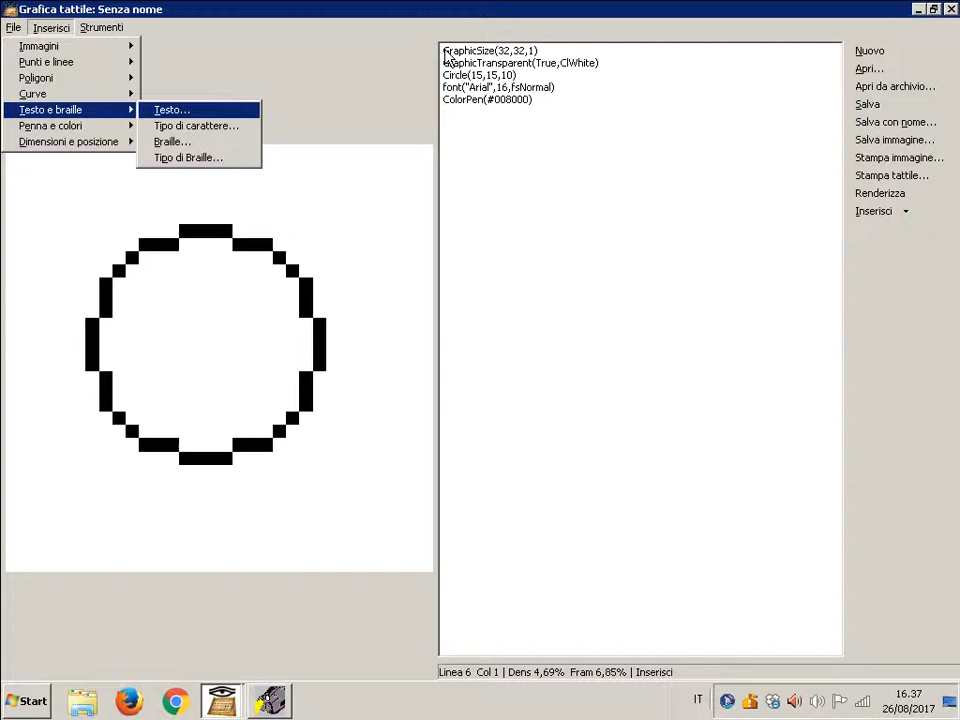 Grafica tattile: Senza nome
File Inserisci Strumenti
Immagini
Punti e linee
Poligoni
Curve
Testo e braille
Penna e colori
Dimensioni e posizione
Testo...
Tipo di carattere...
Braille...
Tipo di Braille...
GraphicSize(32,32,1)
GraphicTransparent(True,ClWhite)
Circle(15,15,10)
font("Arial",16,fsNormal)
ColorPen(#008000)
Nuovo
Apri...
Apri da archivio...
Salva
Salva con nome...
Salva immagine...
Stampa immagine...
Stampa tattile...
Renderizza
Inserisci
Linea 6 Col 1 | Dens 4,69% Fram 6,85% | Inserisci
Start
IT
16.37
26/08/2017